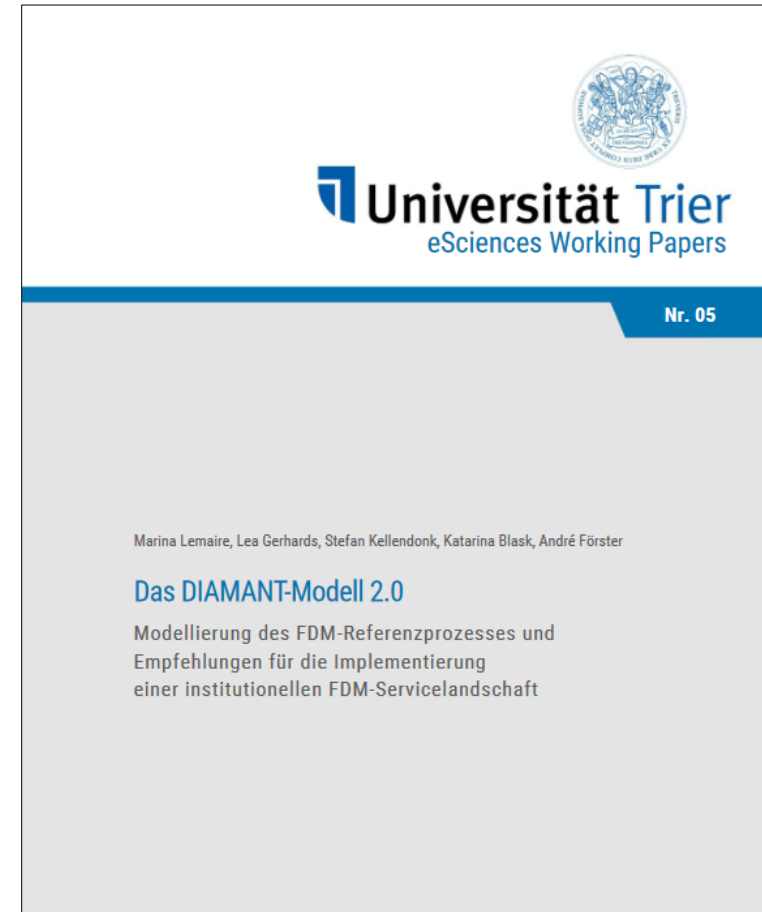 Universität Trier
eSciences Working Papers
Nr. 05
Marina Lemaire, Lea Gerhards, Stefan Kellendonk, Katarina Blask, André Förster
Das DIAMANT-Modell 2.0
Modellierung des FDM-Referenzprozesses und
Empfehlungen für die Implementierung
einer institutionellen FDM-Servicelandschaft